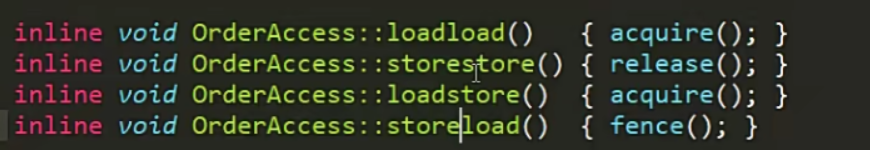 inline void OrderAccess::loadload()   { acquire(); }
inline void OrderAccess::storestore() { release(); }
inline void OrderAccess::loadstore()  { acquire(); }
inline void OrderAccess::storeload()  { fence(); }